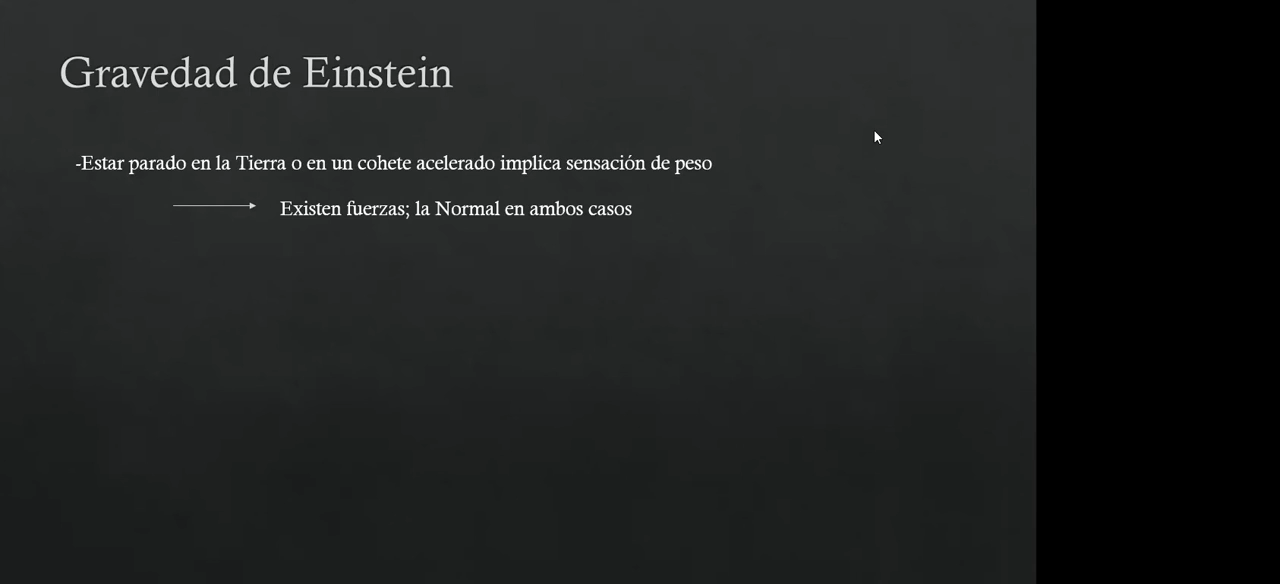 Gravedad de Einstein
-Estar parado en la Tierra o en un cohete acelerado implica sensación de peso
Existen fuerzas; la Normal en ambos casos